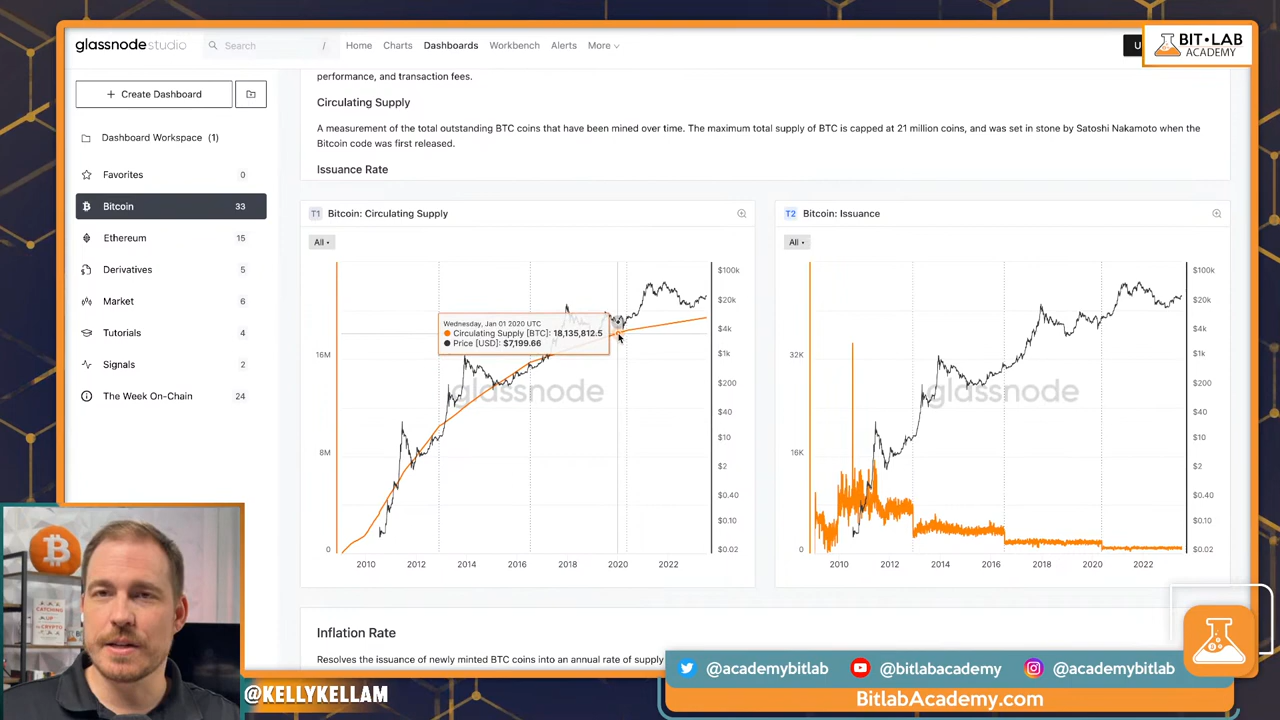 glassnode studio
Search
/
Home
Charts
Dashboards
Workbench
Alerts
More
U
BIT•LAB
ACADEMY
+ Create Dashboard
Dashboard Workspace (1)
Favorites 0
Bitcoin 33
Ethereum 15
Derivatives 5
Market 6
Tutorials 4
Signals 2
The Week On-Chain 24
performance, and transaction fees.
Circulating Supply
A measurement of the total outstanding BTC coins that have been mined over time. The maximum total supply of BTC is capped at 21 million coins, and was set in stone by Satoshi Nakamoto when the
Bitcoin code was first released.
Issuance Rate
T1 Bitcoin: Circulating Supply
All
16M
8M
0
Wednesday, Jan 01 2020 UTC
Circulating Supply [BTC]: 18,135,812.5
Price [USD]: $7,199.66
glassnode
$100k
$20k
$4k
$1k
$200
$40
$10
$2
$0.40
$0.10
$0.02
2010 2012 2014 2016 2018 2020 2022
T2 Bitcoin: Issuance
All
32K
16K
0
glassnode
$100k
$20k
$4k
$1k
$200
$40
$10
$2
$0.40
$0.10
$0.02
2010 2012 2014 2016 2018 2020 2022
Inflation Rate
Resolves the issuance of newly minted BTC coins into an annual rate of supply
CATCHING
UP
TO
CRYPTO
@KELLYKELLAM
@academybitlab
@bitlabacademy
@academybitlab
BitlabAcademy.com